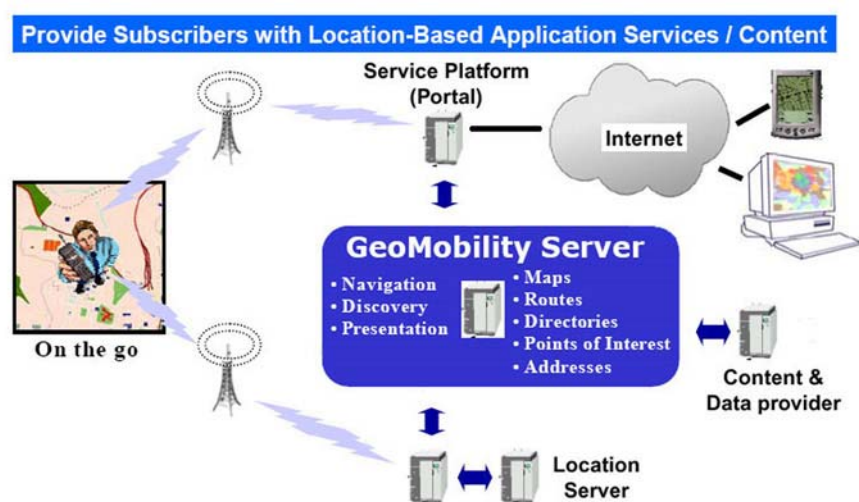 Provide Subscribers with Location-Based Application Services / Content
Service Platform
(Portal)
Internet
GeoMobility Server
• Navigation
• Discovery
• Presentation
• Maps
• Routes
• Directories
• Points of Interest
• Addresses
On the go
Content &
Data provider
Location
Server